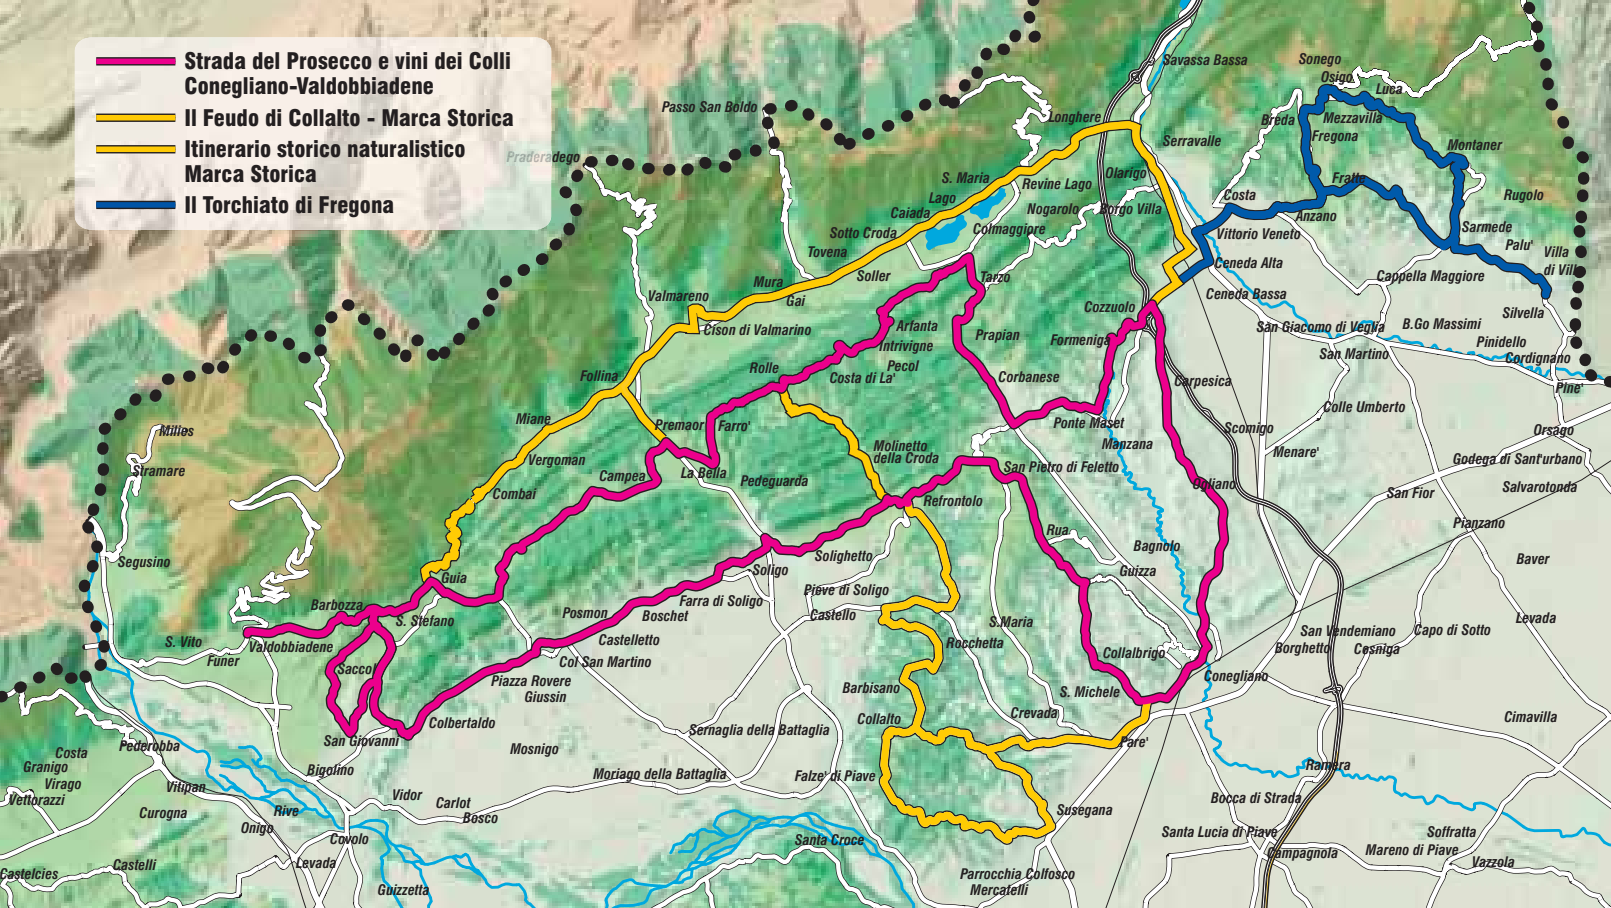 Strada del Prosecco e vini dei Colli
Conegliano-Valdobbiadene
Il Feudo di Collalto - Marca Storica
Itinerario storico naturalistico
Marca Storica
Il Torchiato di Fregona
Savassa Bassa
Sonego
Osigo
Luca
Passo San Boldo
Longhere
Breda
Mezzavilla
Fregona
Serravalle
Montaner
Praderadego
S. Maria
Revine Lago
Olarigo
Fratte
Rugolo
Lago
Costa
Caiada
Nogarolo
Borgo Villa
Anzano
Sotto Croda
Colmaggiore
Vittorio Veneto
Sarmede
Palu'
Tovena
Villa
di Vill
Ceneda Alta
Soller
Tarzo
Cappella Maggiore
Mura
Gai
Valmareno
Ceneda Bassa
Cozzuolo
Silvella
Cison di Valmarino
Arfanta
Prapian
Formeniga
San Giacomo di Veglia
B.Go Massimi
Intrivigne
Pinidello
San Martino
Cordignano
Rolle
Pecol
Costa di La'
Follina
Corbanese
Carpesica
Pine'
Colle Umberto
Miane
Premaor
Farro'
Ponte Maset
Scomigo
Orsago
Milies
Molinetto
della Croda
Manzana
Menare'
Vergoman
Godega di Sant'urbano
Stramare
Campea
La Bella
San Pietro di Feletto
Pedeguarda
Ogliano
San Fior
Salvarotonda
Combai
Refrontolo
Pianzano
Rua
Bagnolo
Segusino
Solighetto
Baver
Guia
Soligo
Guizza
Pieve di Soligo
Barbozza
Farra di Soligo
Posmon
Boschet
Castello
S. Stefano
S.Maria
Levada
San Vendemiano
Capo di Sotto
S. Vito
Valdobbiadene
Castelletto
Rocchetta
Borghetto
Cosniga
Funer
Col San Martino
Collalbrigo
Saccol
Conegliano
Piazza Rovere
Giussin
Barbisano
S. Michele
Colbertaldo
Collalto
Crevada
Cimavilla
San Giovanni
Sernaglia della Battaglia
Pare'
Pederobba
Mosnigo
Costa
Granigo
Bigolino
Moriago della Battaglia
Falze' di Piave
Ramera
Virago
Vitipan
Vettorazzi
Vidor
Carlot
Bosco
Bocca di Strada
Curogna
Rive
Susegana
Onigo
Covolo
Santa Croce
Santa Lucia di Piave
Soffratta
Mareno di Piave
Campagnola
Vazzola
Castelli
Levada
Castelcies
Guizzetta
Parrocchia Colfosco
Mercatelli